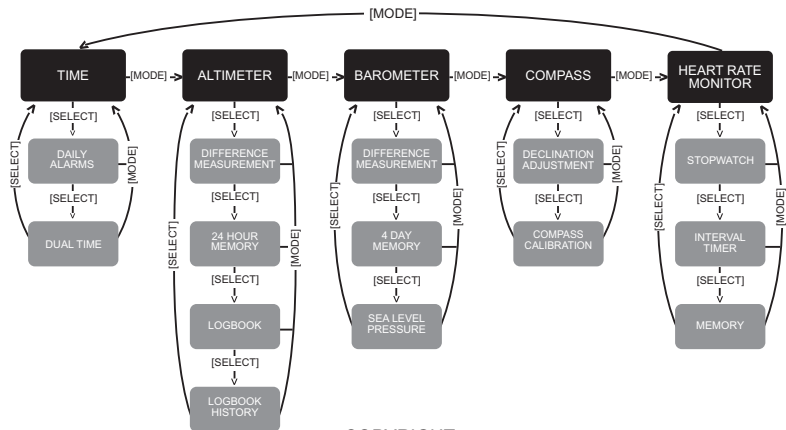 [MODE]
TIME
[MODE]
ALTIMETER
[MODE]
BAROMETER
[MODE]
COMPASS
[MODE]
HEART RATE
MONITOR
[SELECT]
[SELECT]
[SELECT]
[SELECT]
[SELECT]
DAILY
ALARMS
DIFFERENCE
MEASUREMENT
DIFFERENCE
MEASUREMENT
DECLINATION
ADJUSTMENT
STOPWATCH
[SELECT]
[MODE]
[SELECT]
[MODE]
[SELECT]
[SELECT]
[SELECT]
[SELECT]
[SELECT]
DUAL TIME
24 HOUR
MEMORY
4 DAY
MEMORY
COMPASS
CALIBRATION
INTERVAL
TIMER
[SELECT]
[MODE]
[SELECT]
[MODE]
[SELECT]
[MODE]
[SELECT]
[SELECT]
[SELECT]
LOGBOOK
SEA LEVEL
PRESSURE
MEMORY
[SELECT]
LOGBOOK
HISTORY